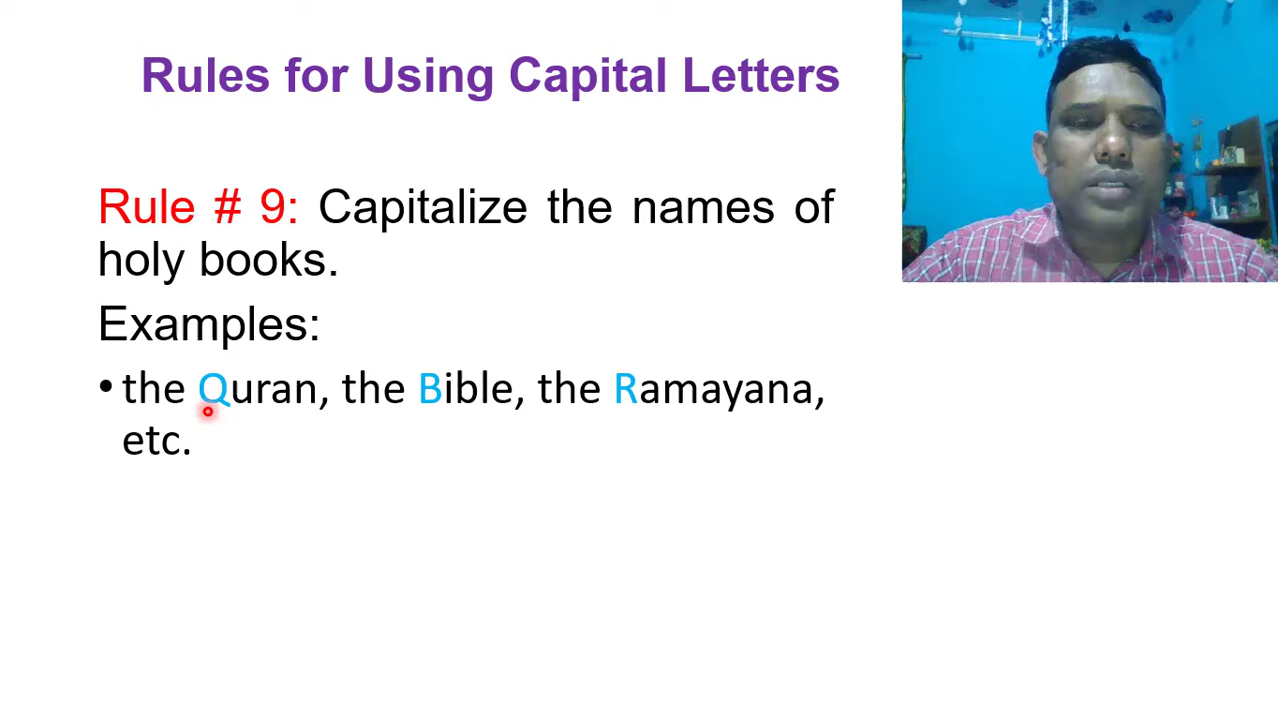 Rules for Using Capital Letters
Rule # 9: Capitalize the names of
holy books.
Examples:
• the Quran, the Bible, the Ramayana,
etc.